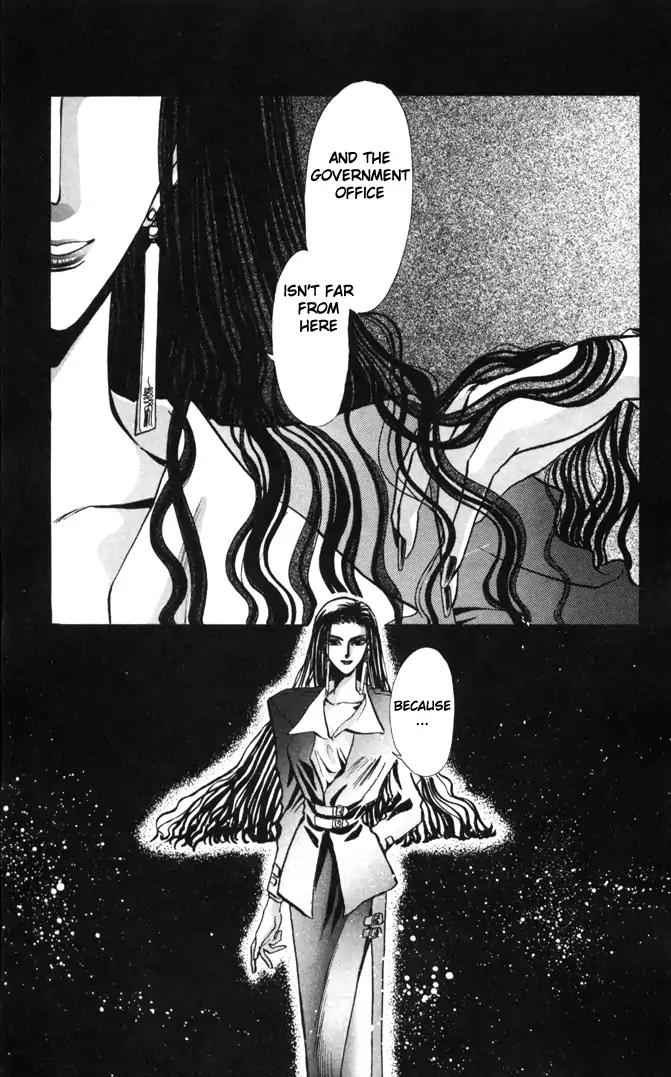 AND THE
GOVERNMENT
OFFICE
ISN'T FAR
FROM
HERE
BECAUSE
...